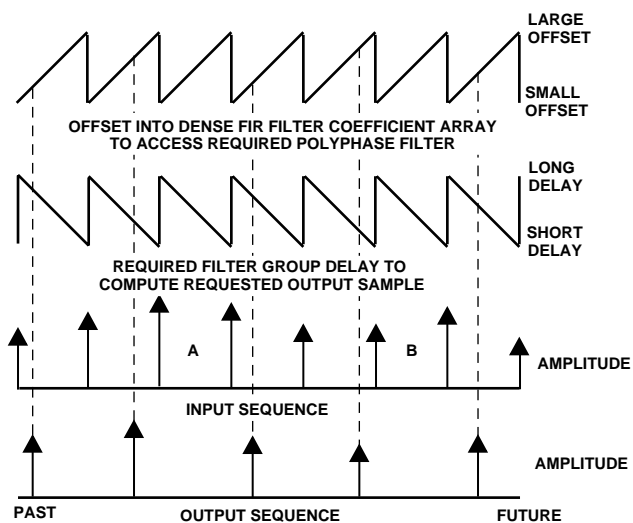 LARGE
OFFSET
SMALL
OFFSET
OFFSET INTO DENSE FIR FILTER COEFFICIENT ARRAY
TO ACCESS REQUIRED POLYPHASE FILTER
LONG
DELAY
SHORT
DELAY
REQUIRED FILTER GROUP DELAY TO
COMPUTE REQUESTED OUTPUT SAMPLE
A
B
AMPLITUDE
INPUT SEQUENCE
AMPLITUDE
PAST
OUTPUT SEQUENCE
FUTURE